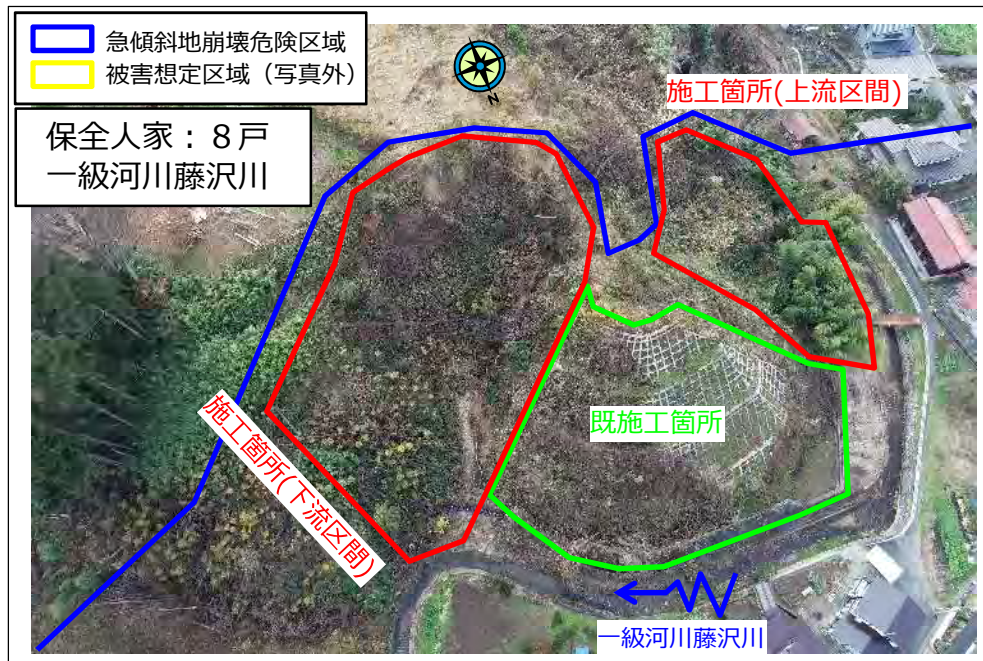 急傾斜地崩壊危険区域
被害想定区域（写真外）
保全人家：８戸
一級河川藤沢川
N
施工箇所(上流区間)
既施工箇所
施工箇所(下流区間)
一級河川藤沢川